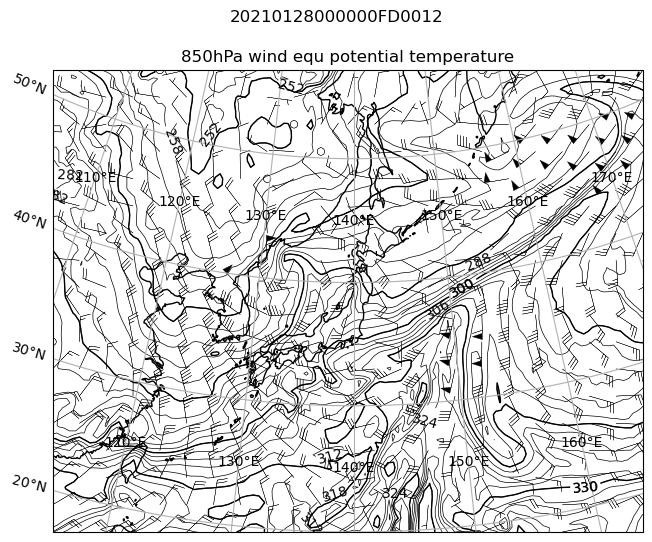 20210128000000FD0012
850hPa wind equ potential temperature
50°N
252
258
282
110°E
170°E
120°E
160°E
130°E
150°E
140°E
40°N
288
300
306
30°N
324
110°E
160°E
130°E
150°E
312
140°E
20°N
330
318
324